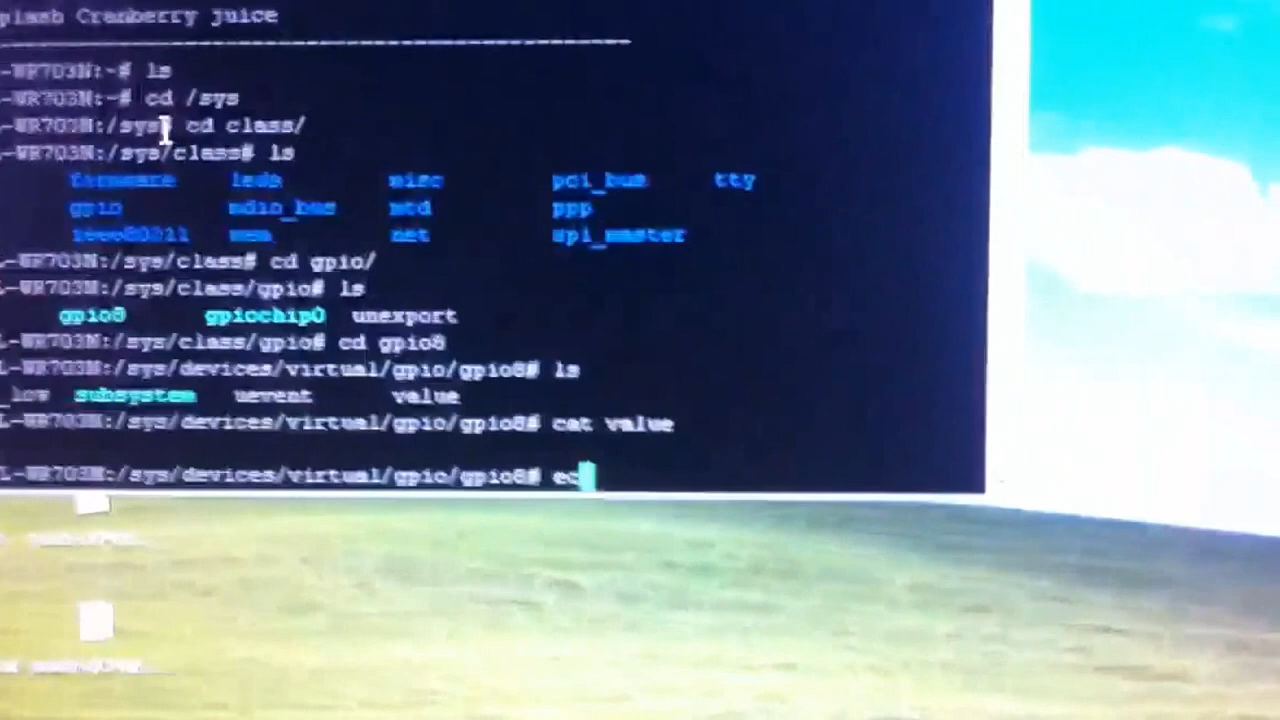 plash Cranberry juice
-WR703N:~# ls
-WR703N:~# cd /sys
-WR703N:/sys# cd class/
-WR703N:/sys/class# ls
firmware leds misc pci_bus tty
gpio mdio_bus mtd ppp
ieee80211 mem net spi_master
L-WR703N:/sys/class# cd gpio/
L-WR703N:/sys/class/gpio# ls
gpio8 gpiochip0 unexport
L-WR703N:/sys/class/gpio# cd gpio8
L-WR703N:/sys/devices/virtual/gpio/gpio8# ls
_low subsystem uevent value
L-WR703N:/sys/devices/virtual/gpio/gpio8# cat value
L-WR703N:/sys/devices/virtual/gpio/gpio8# ec